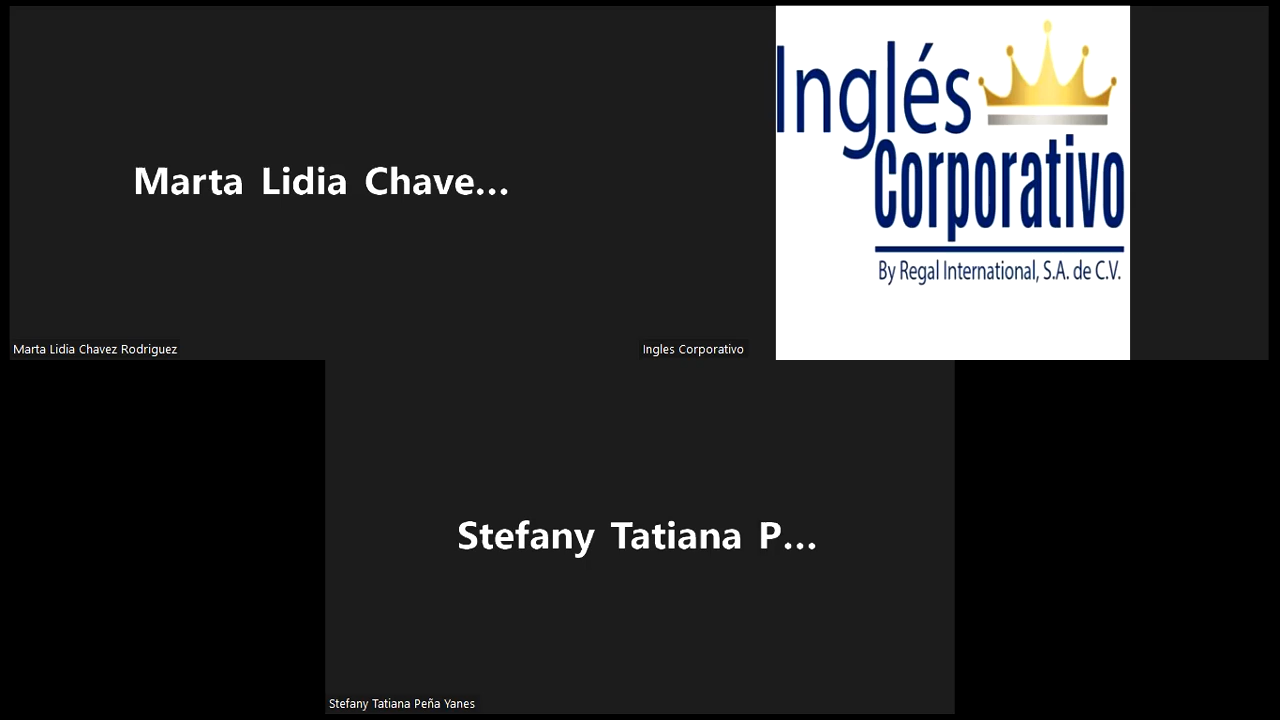 Marta Lidia Chave...
Marta Lidia Chavez Rodriguez
Inglés
Corporativo
By Regal International, S.A. de C.V.
Ingles Corporativo
Stefany Tatiana P...
Stefany Tatiana Peña Yanes